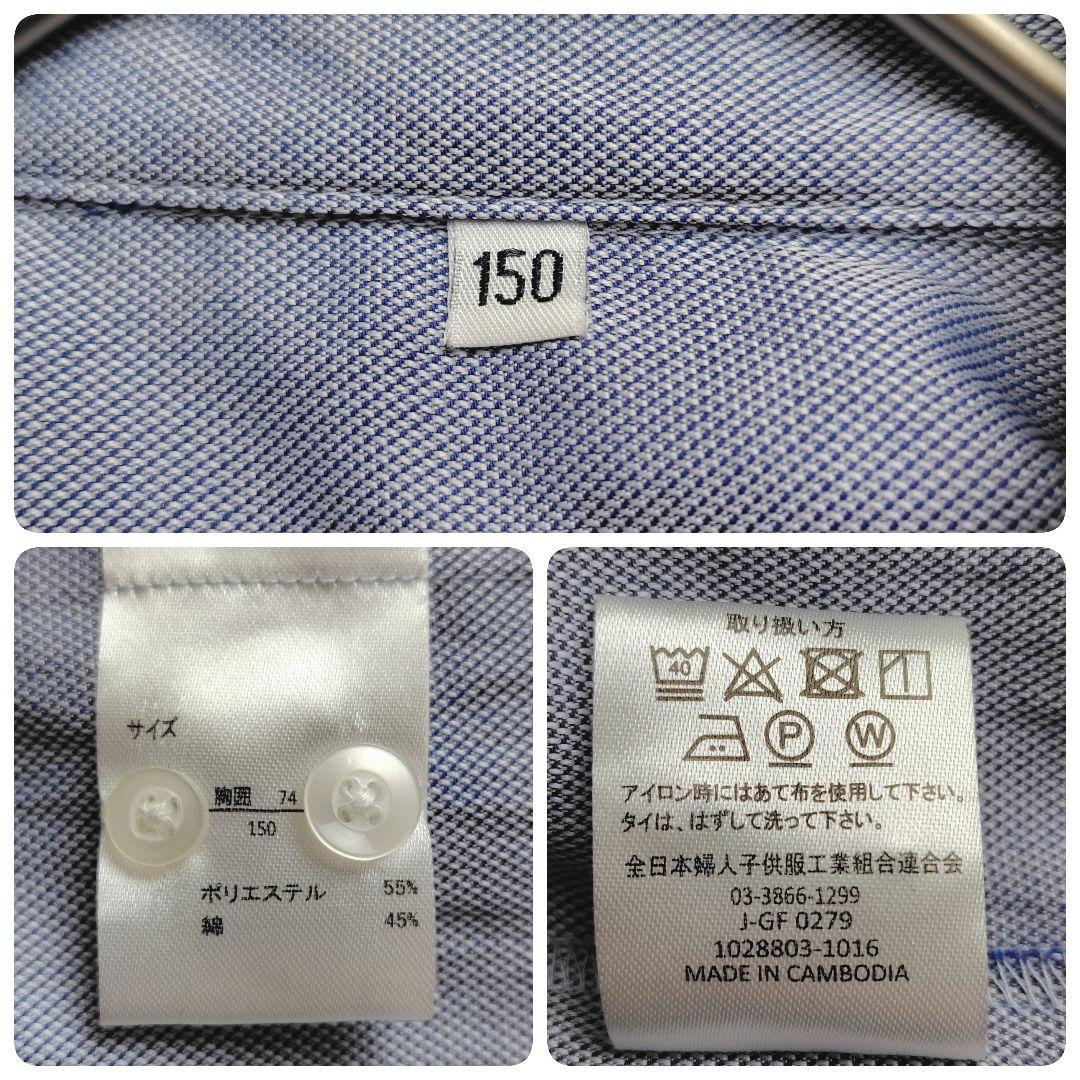 150
サイズ
胸囲 74
150
ポリエステル 55%
綿 45%
取り扱い方
40
P W
アイロン時にはあて布を使用して下さい。
タイは、はずして洗って下さい。
全日本婦人子供服工業組合連合会
03-3866-1299
J-GF 0279
1028803-1016
MADE IN CAMBODIA